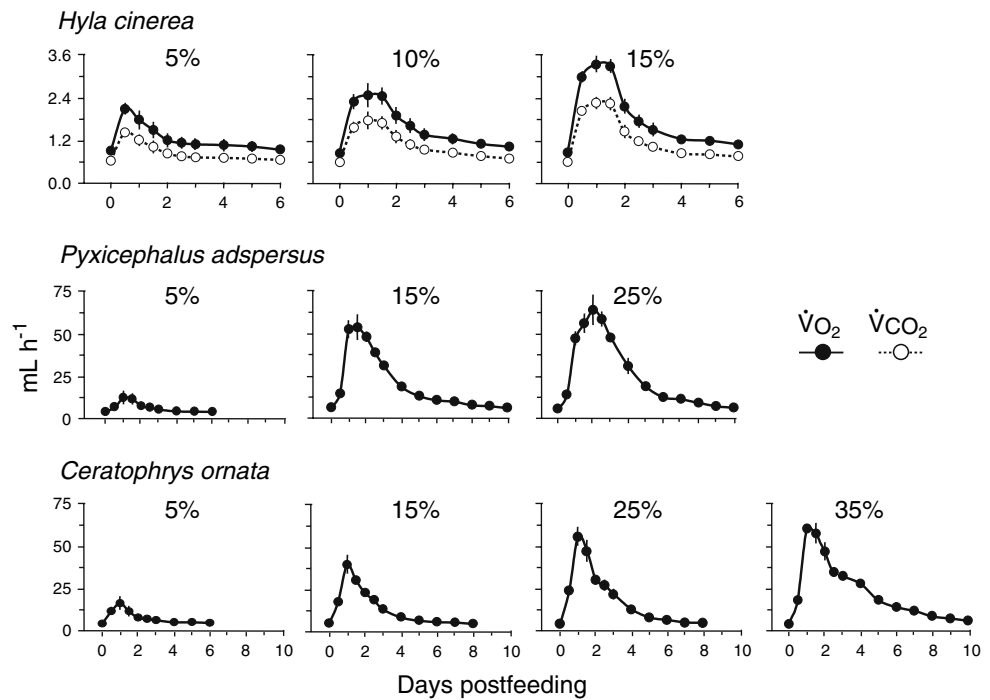 Hyla cinerea
5% 10% 15%
3.6
2.4
1.2
0.0
0 2 4 6 0 2 4 6 0 2 4 6
Pyxicephalus adspersus
5% 15% 25%
75
50
25
0
V̇O₂ V̇CO₂
mL h⁻¹
Ceratophrys ornata
5% 15% 25% 35%
75
50
25
0
0 2 4 6 8 10 0 2 4 6 8 10 0 2 4 6 8 10 0 2 4 6 8 10
Days postfeeding